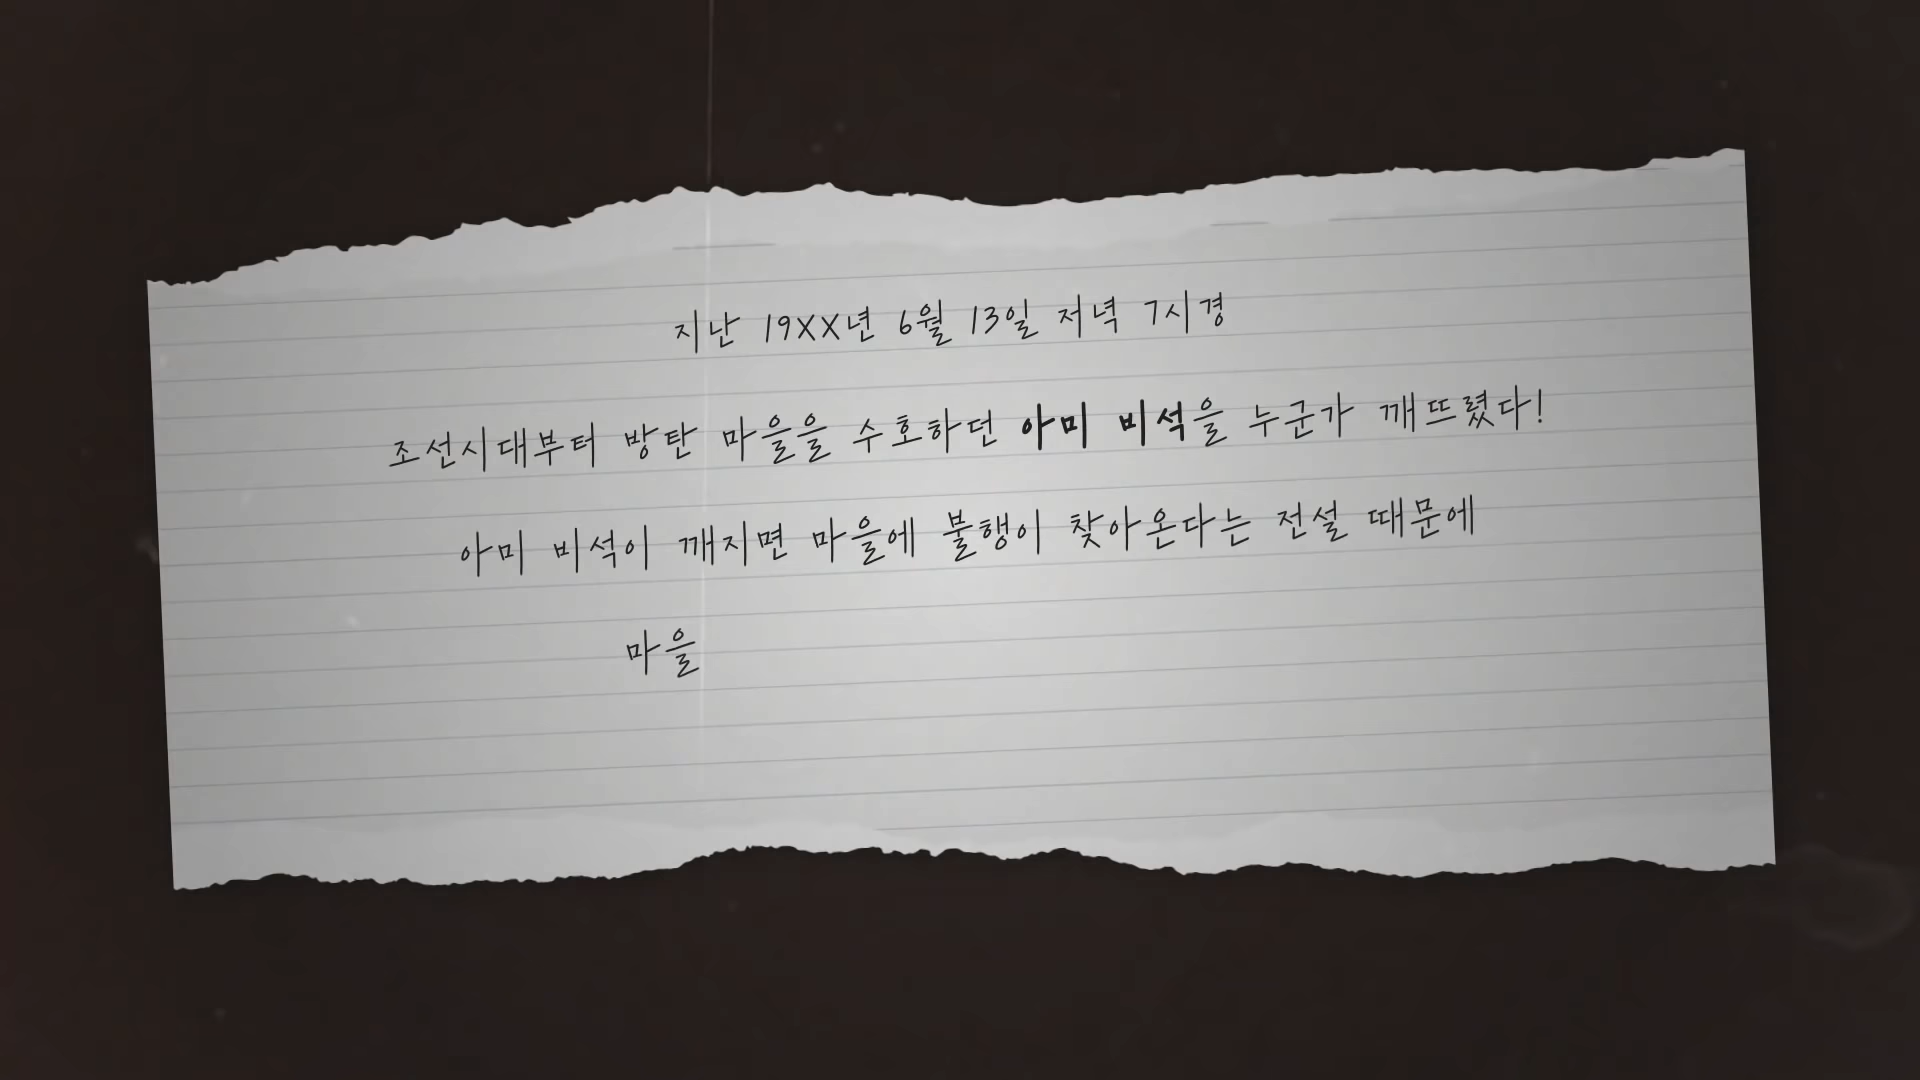 지난 19XX년 6월 13일 저녁 7시경
조선시대부터 방탄 마을을 수호하던 아미 비석을 누군가 깨뜨렸다!
아미 비석이 깨지면 마을에 불행이 찾아온다는 전설 때문에
마을